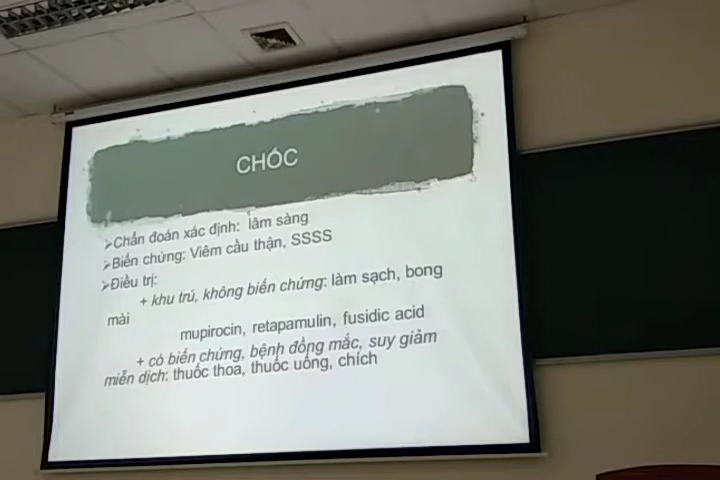 CHỐC
➢Chẩn đoán xác định: lâm sàng
➢Biến chứng: Viêm cầu thận, SSSS
➢Điều trị:
+ khu trú, không biến chứng: làm sạch, bong
mài
mupirocin, retapamulin, fusidic acid
+ có biến chứng, bệnh đồng mắc, suy giảm
miễn dịch: thuốc thoa, thuốc uống, chích